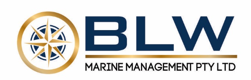 BLW
MARINE MANAGEMENT PTY LTD